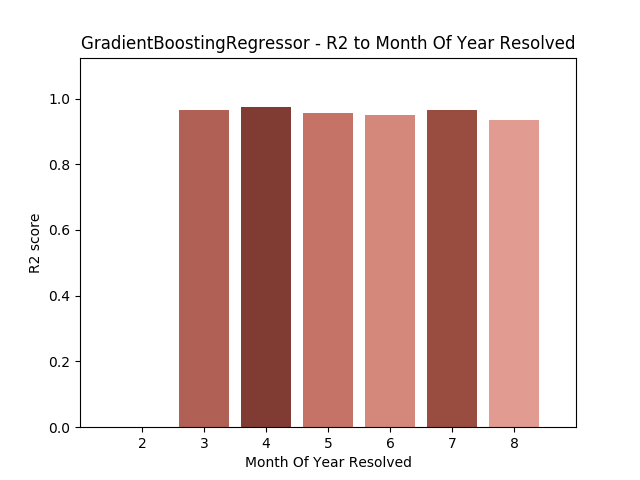 GradientBoostingRegressor - R2 to Month Of Year Resolved
1.0
0.8
0.6
0.4
0.2
0.0
R2 score
2 3 4 5 6 7 8
Month Of Year Resolved